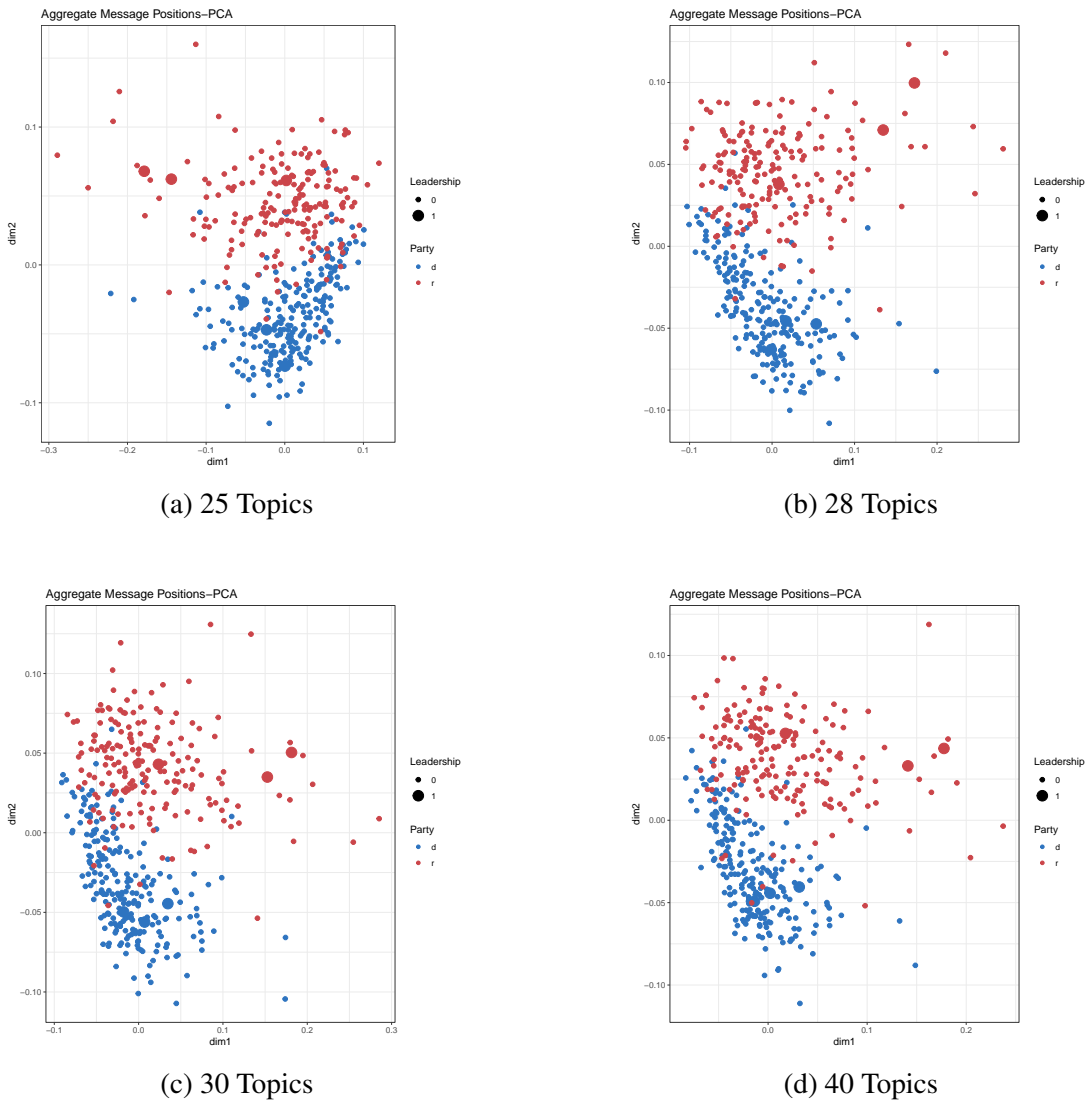 Aggregate Message Positions−PCA
0.1
0.0
−0.1
dim2
−0.3
−0.2
−0.1
0.0
0.1
dim1
Leadership
0
1
Party
d
r
(a) 25 Topics
Aggregate Message Positions−PCA
0.10
0.05
0.00
−0.05
−0.10
dim2
−0.1
0.0
0.1
0.2
dim1
Leadership
0
1
Party
d
r
(b) 28 Topics
Aggregate Message Positions−PCA
0.10
0.05
0.00
−0.05
−0.10
dim2
−0.1
0.0
0.1
0.2
0.3
dim1
Leadership
0
1
Party
d
r
(c) 30 Topics
Aggregate Message Positions−PCA
0.10
0.05
0.00
−0.05
−0.10
dim2
0.0
0.1
0.2
dim1
Leadership
0
1
Party
d
r
(d) 40 Topics